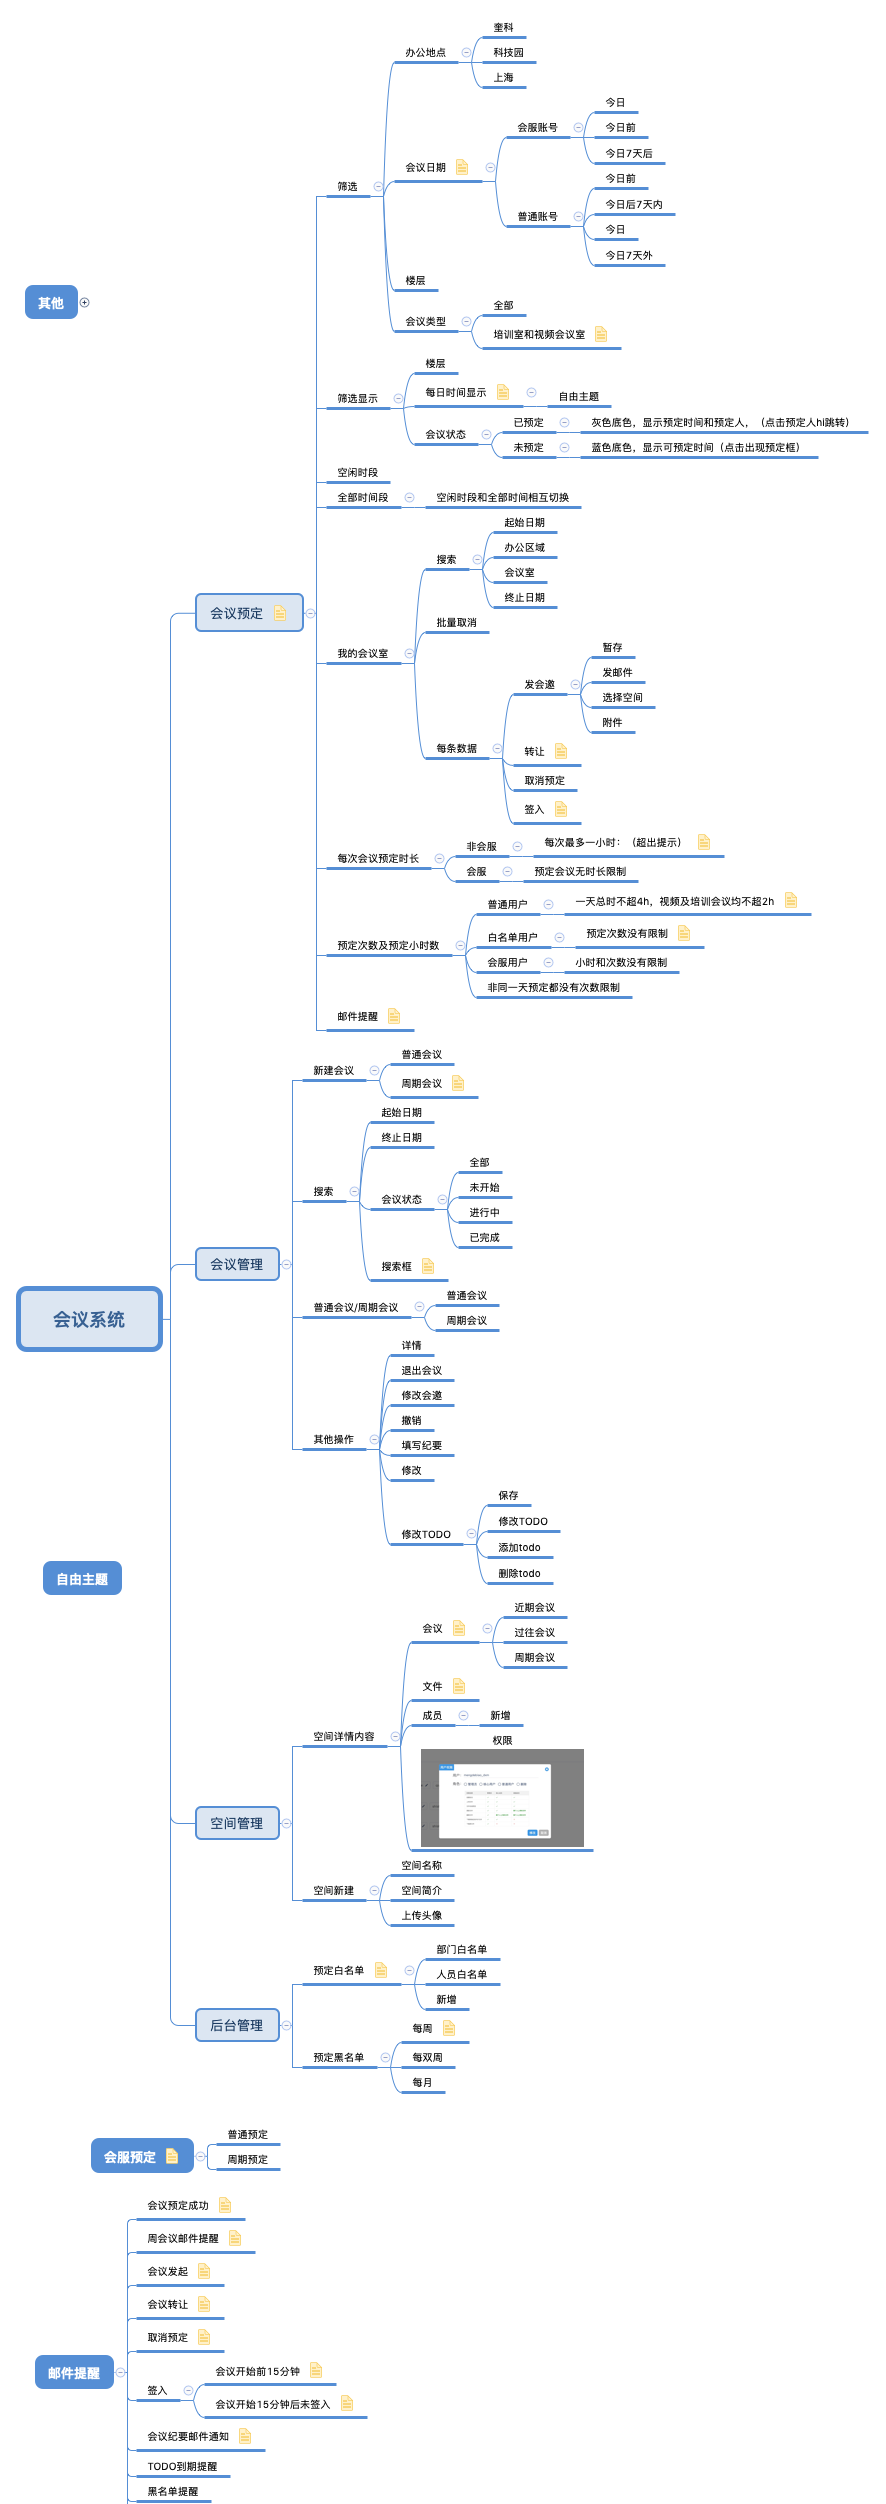 奎科
办公地点
科技园
上海
今日
会服账号
今日前
今日7天后
会议日期
今日前
普通账号
今日后7天内
今日
今日7天外
筛选
楼层
全部
会议类型
培训室和视频会议室
其他
楼层
筛选显示
每日时间显示
自由主题
会议状态
已预定
灰色底色，显示预定时间和预定人，（点击预定人hi跳转）
未预定
蓝色底色，显示可预定时间（点击出现预定框）
空闲时段
全部时间段
空闲时段和全部时间相互切换
起始日期
搜索
办公区域
会议室
终止日期
会议预定
批量取消
我的会议室
暂存
发会邀
发邮件
选择空间
附件
每条数据
转让
取消预定
签入
每次会议预定时长
非会服
每次最多一小时：（超出提示）
会服
预定会议无时长限制
普通用户
一天总时不超4h，视频及培训会议均不超2h
预定次数及预定小时数
白名单用户
预定次数没有限制
会服用户
小时和次数没有限制
非同一天预定都没有次数限制
邮件提醒
新建会议
普通会议
周期会议
起始日期
终止日期
搜索
全部
会议状态
未开始
进行中
已完成
搜索框
会议管理
普通会议/周期会议
普通会议
周期会议
会议系统
详情
退出会议
修改会邀
撤销
其他操作
填写纪要
修改
保存
修改TODO
修改TODO
添加todo
删除todo
自由主题
近期会议
会议
过往会议
周期会议
文件
成员
新增
空间详情内容
权限
空间管理
空间名称
空间新建
空间简介
上传头像
部门白名单
预定白名单
人员白名单
新增
后台管理
每周
预定黑名单
每双周
每月
会服预定
普通预定
周期预定
会议预定成功
周会议邮件提醒
会议发起
会议转让
取消预定
邮件提醒
签入
会议开始前15分钟
会议开始15分钟后未签入
会议纪要邮件通知
TODO到期提醒
黑名单提醒